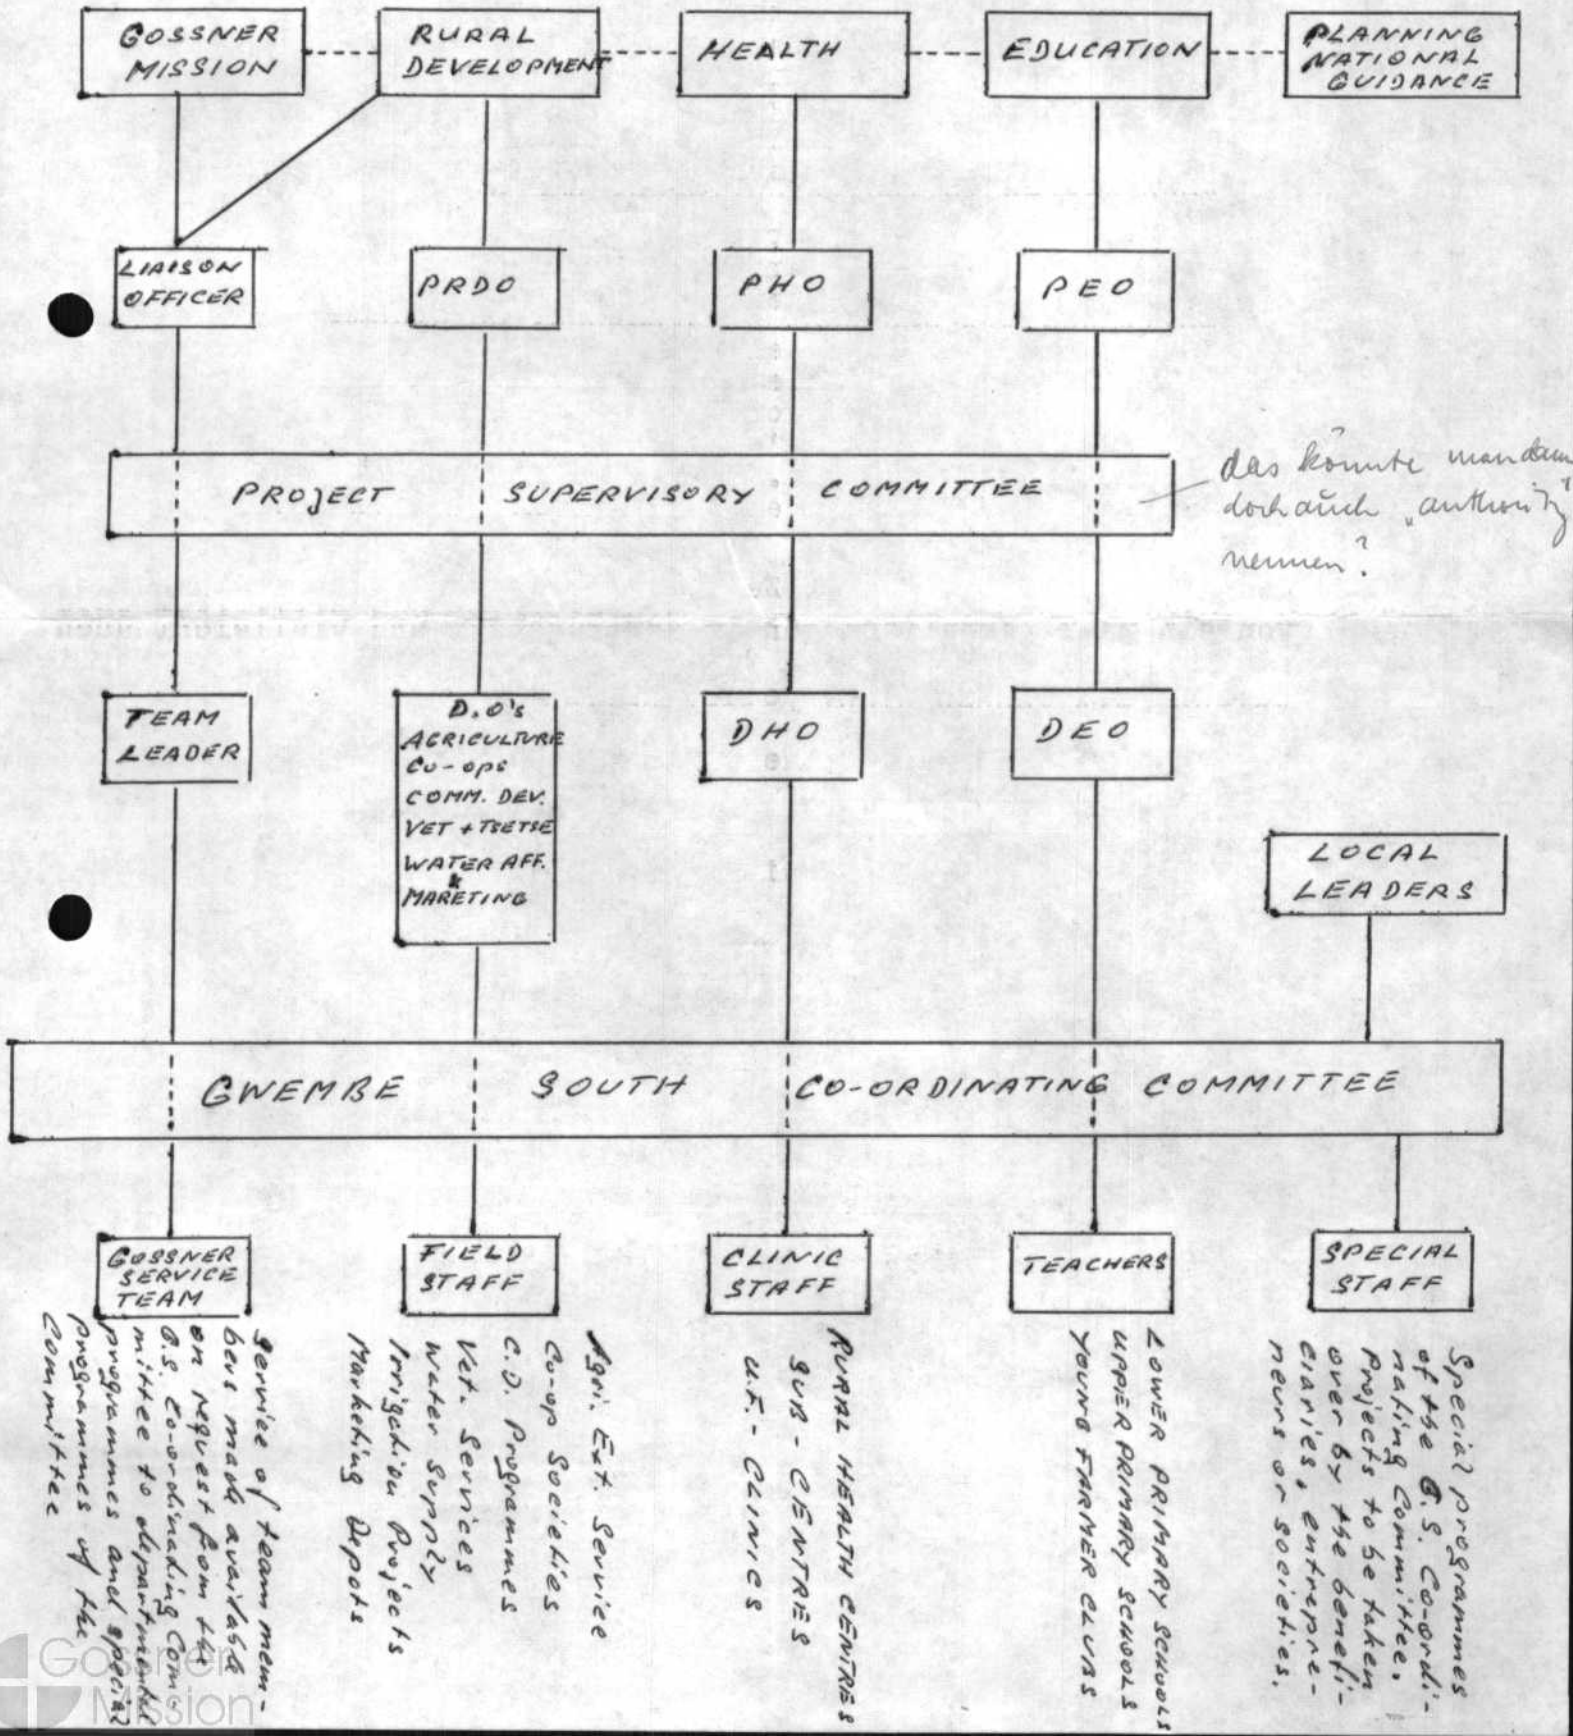 GOSSNER
MISSION
RURAL
DEVELOPMENT
HEALTH
EDUCATION
PLANNING
NATIONAL
GUIDANCE
LIAISON
OFFICER
PRDO
PHO
PEO
PROJECT SUPERVISORY COMMITTEE
das könnte man dann
doch auch "authority"
nennen?
TEAM
LEADER
D.O's
AGRICULTURE
Co-ops
COMM. DEV.
VET + TSETSE
WATER AFF.
K
MARETING
DHO
DEO
LOCAL
LEADERS
GWEMBE SOUTH CO-ORDINATING COMMITTEE
GOSSNER
SERVICE
TEAM
FIELD
STAFF
CLINIC
STAFF
TEACHERS
SPECIAL
STAFF
Service of team mem-
bers made available
on request from the
G.S. Co-ordinating Com-
mittee to departmental
programmes and special
programmes of the
Committee
Agri. Ext. Service
Co-op Societies
C.D. Programmes
Vet. Services
Water Supply
Irrigation Projects
Marketing Depots
RURAL HEALTH CENTRES
SUB-CENTRES
U.F.-CLINICS
LOWER PRIMARY SCHOOLS
UPPER PRIMARY SCHOOLS
YOUNG FARMER CLUBS
Special programmes
of the G.S. Co-ordi-
nating Committee.
Projects to be taken
over by the benefi-
ciaries, entrepre-
neurs or societies.
Gossner
Mission